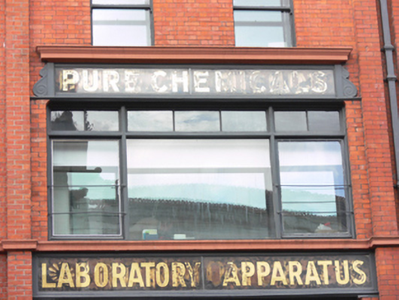 PURE CHEMICALS
LABORATORY APPARATUS